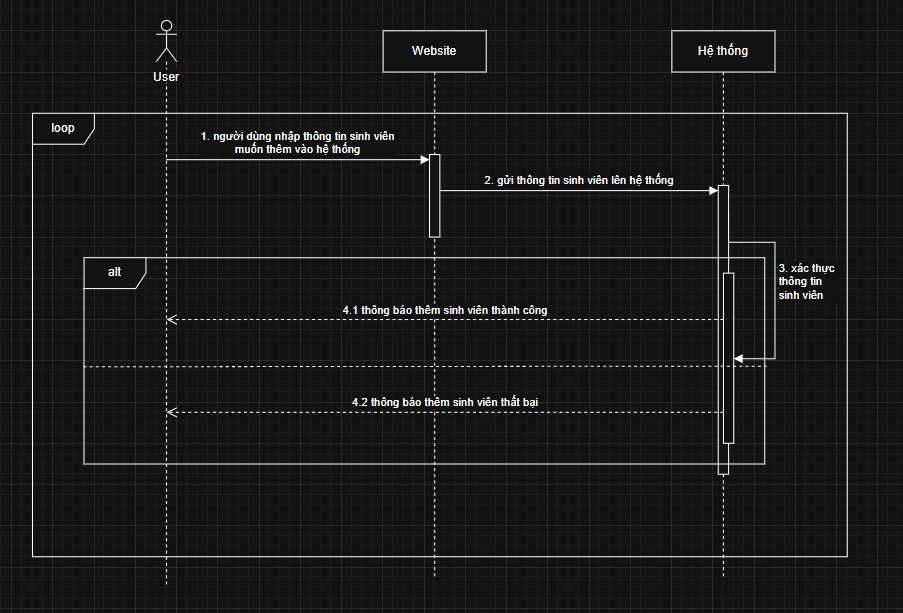 User
Website
Hệ thống
loop
1. người dùng nhập thông tin sinh viên
muốn thêm vào hệ thống
2. gửi thông tin sinh viên lên hệ thống
alt
3. xác thực
thông tin
sinh viên
4.1 thông báo thêm sinh viên thành công
4.2 thông báo thêm sinh viên thất bại